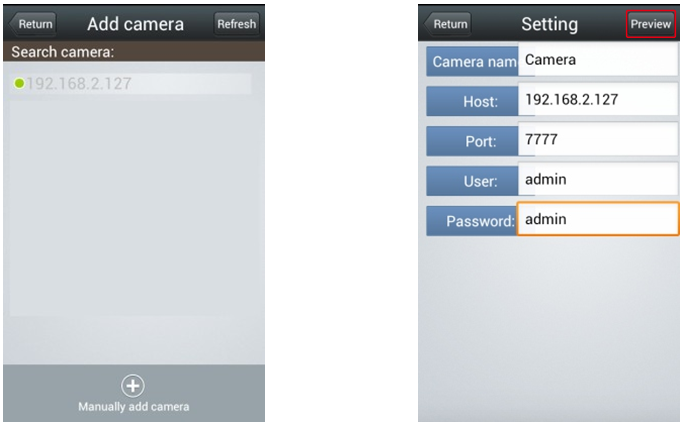 Return Add camera Refresh
Search camera:
192.168.2.127
Manually add camera
Return Setting Preview
Camera nam Camera
Host: 192.168.2.127
Port: 7777
User: admin
Password: admin